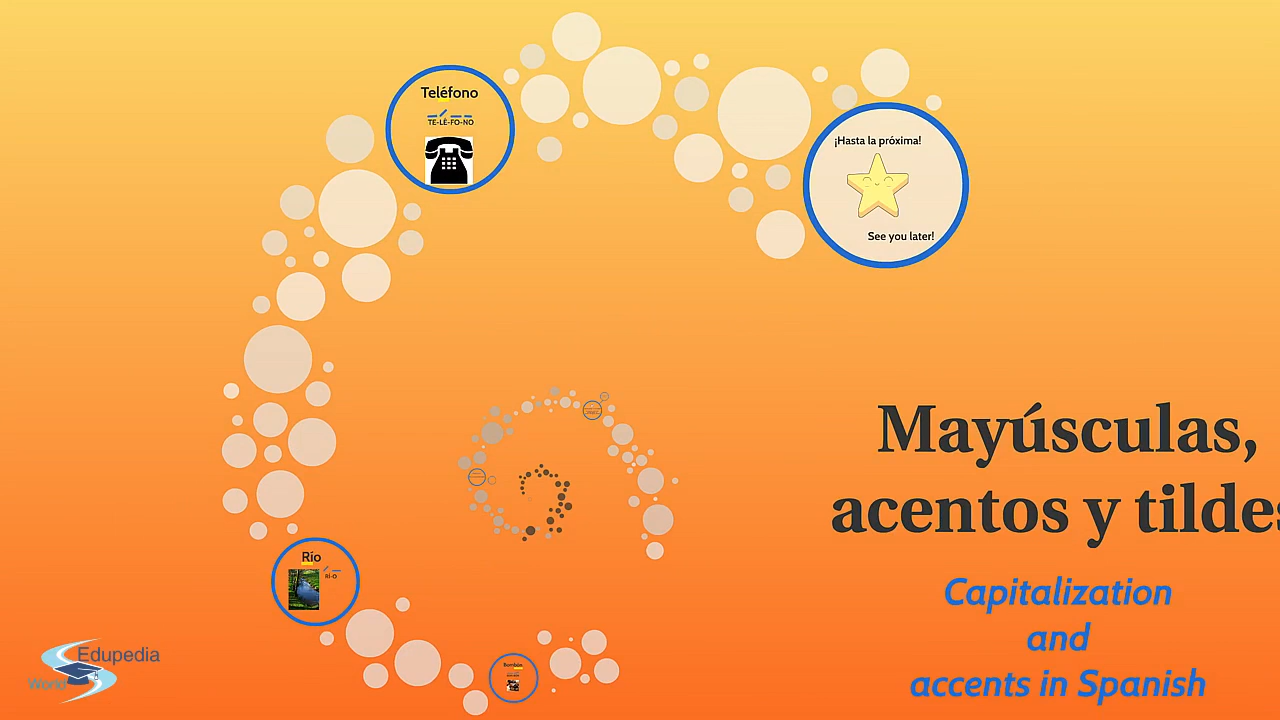 Teléfono
TE-LÉ-FO-NO
¡Hasta la próxima!
See you later!
Mayúsculas,
acentos y tildes
Capitalization
and
accents in Spanish
Río
RÍ-O
Bombón
Edupedia
World